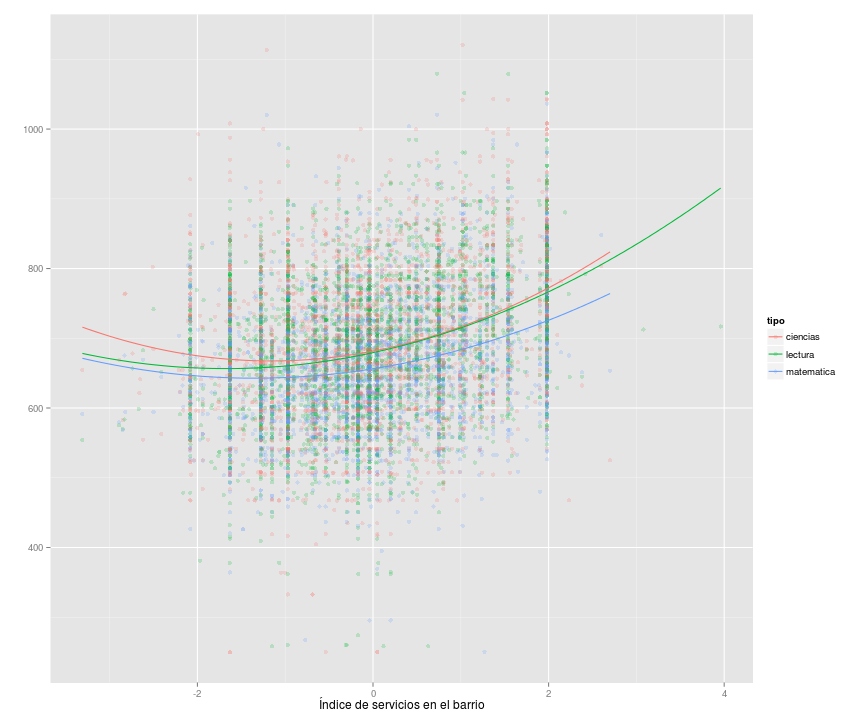 1000
800
600
400
-2
0
2
4
Índice de servicios en el barrio
tipo
ciencias
lectura
matematica